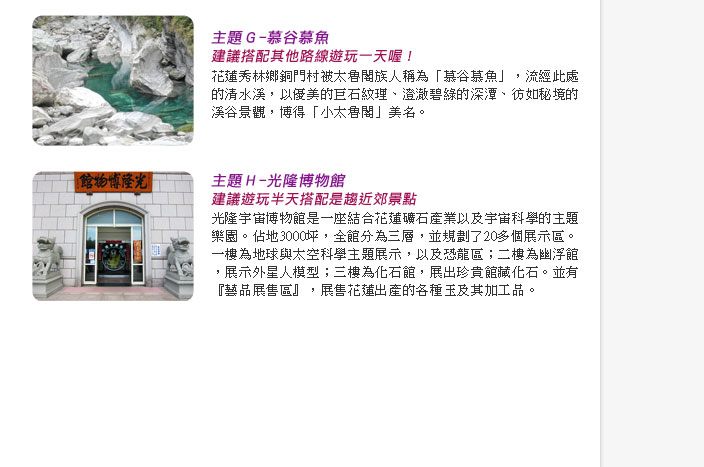 主題 G -慕谷慕魚
建議搭配其他路線遊玩一天喔！
花蓮秀林鄉銅門村被太魯閣族人稱為「慕谷慕魚」，流經此處
的清水溪，以優美的巨石紋理、澄澈碧綠的深潭、彷如秘境的
溪谷景觀，博得「小太魯閣」美名。
館物博隆光
主題 H -光隆博物館
建議遊玩半天搭配是趨近郊景點
光隆宇宙博物館是一座結合花蓮礦石產業以及宇宙科學的主題
樂園。佔地3000坪，全館分為三層，並規劃了20多個展示區。
一樓為地球與太空科學主題展示，以及恐龍區；二樓為幽浮館
，展示外星人模型；三樓為化石館，展出珍貴館藏化石。並有
『藝品展售區』，展售花蓮出產的各種玉及其加工品。